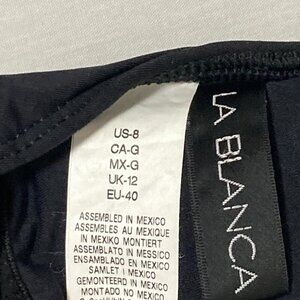 US-8
CA-G
MX-G
UK-12
EU-40
ASSEMBLED IN MEXICO
ASSEMBLES AU MEXIQUE
IN MEXIKO MONTIERT
ASSEMBLATO IN MESSICO
ENSAMBLADO EN MEXICO
SAMLET I MEXICO
GEMONTEERD IN MEXICO
MONTADO NO MEXICO
LA BLANCA